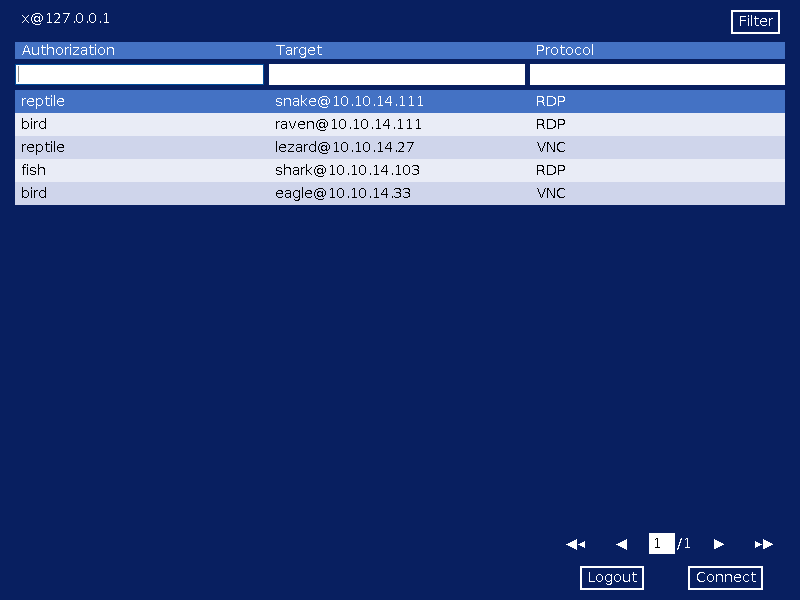 x@127.0.0.1
Filter
Authorization Target Protocol
reptile snake@10.10.14.111 RDP
bird raven@10.10.14.111 RDP
reptile lezard@10.10.14.27 VNC
fish shark@10.10.14.103 RDP
bird eagle@10.10.14.33 VNC
1 /1
Logout Connect